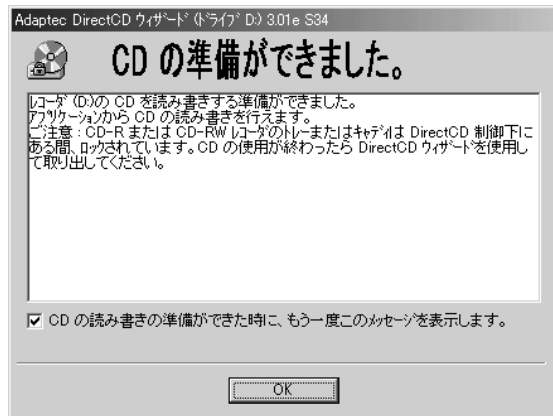 Adaptec DirectCD ｳｨｻﾞｰﾄﾞ (ﾄﾞﾗｲﾌﾞ D:) 3.01e S34
CD の準備ができました。
ﾚｺｰﾀﾞ (D:)の CD を読み書きする準備ができました。
ｱﾌﾟﾘｹｰｼｮﾝから CD の読み書きを行えます。
ご注意：CD-R または CD-RW ﾚｺｰﾀﾞのﾄﾚｰまたはｷｬﾃﾞｨは DirectCD 制御下に
ある間、ﾛｯｸされています。CD の使用が終わったら DirectCD ｳｨｻﾞｰﾄﾞを使用し
て取り出してください。
CD の読み書きの準備ができた時に、もう一度このﾒｯｾｰｼﾞを表示します。
OK